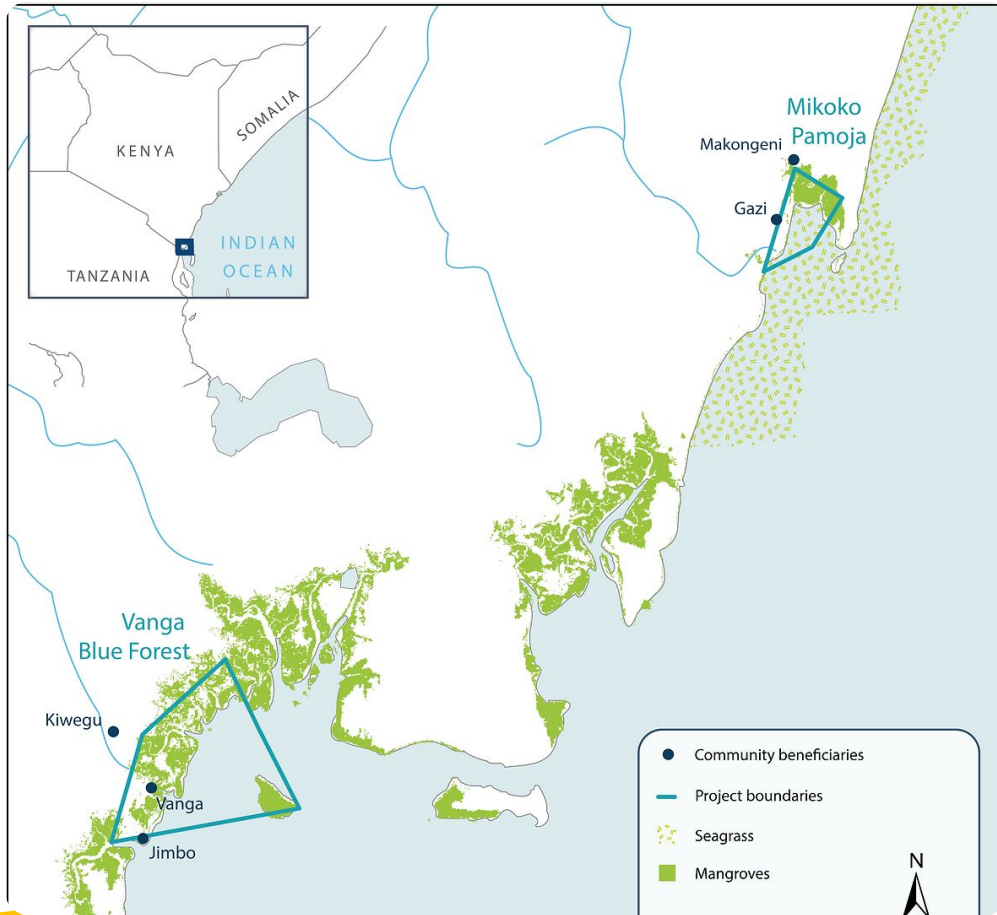 KENYA
SOMALIA
TANZANIA
INDIAN
OCEAN
Mikoko
Pamoja
Makongeni
Gazi
Vanga
Blue Forest
Kiwegu
Vanga
Jimbo
Community beneficiaries
Project boundaries
Seagrass
Mangroves
N